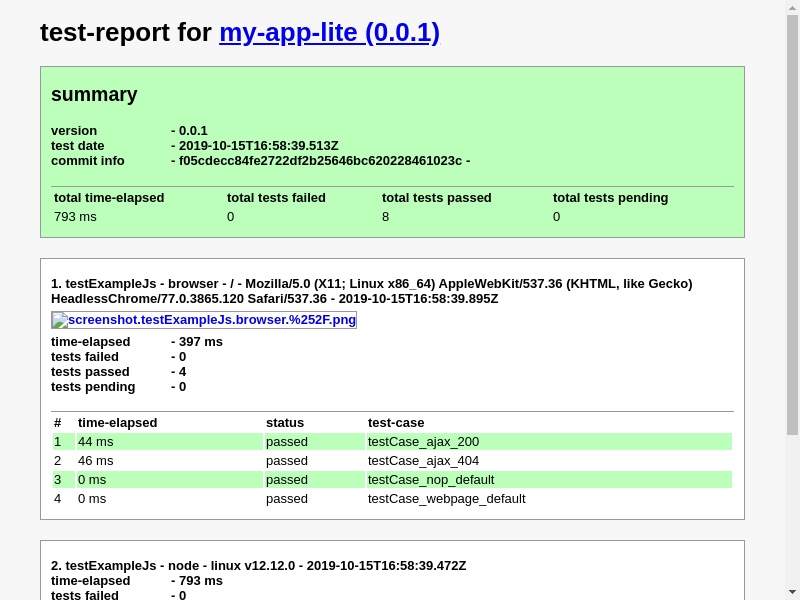 test-report for my-app-lite (0.0.1)
summary
version - 0.0.1
test date - 2019-10-15T16:58:39.513Z
commit info - f05cdecc84fe2722df2b25646bc620228461023c -
total time-elapsed total tests failed total tests passed total tests pending
793 ms 0 8 0
1. testExampleJs - browser - / - Mozilla/5.0 (X11; Linux x86_64) AppleWebKit/537.36 (KHTML, like Gecko)
HeadlessChrome/77.0.3865.120 Safari/537.36 - 2019-10-15T16:58:39.895Z
screenshot.testExampleJs.browser.%252F.png
time-elapsed - 397 ms
tests failed - 0
tests passed - 4
tests pending - 0
# time-elapsed status test-case
1 44 ms passed testCase_ajax_200
2 46 ms passed testCase_ajax_404
3 0 ms passed testCase_nop_default
4 0 ms passed testCase_webpage_default
2. testExampleJs - node - linux v12.12.0 - 2019-10-15T16:58:39.472Z
time-elapsed - 793 ms
tests failed - 0